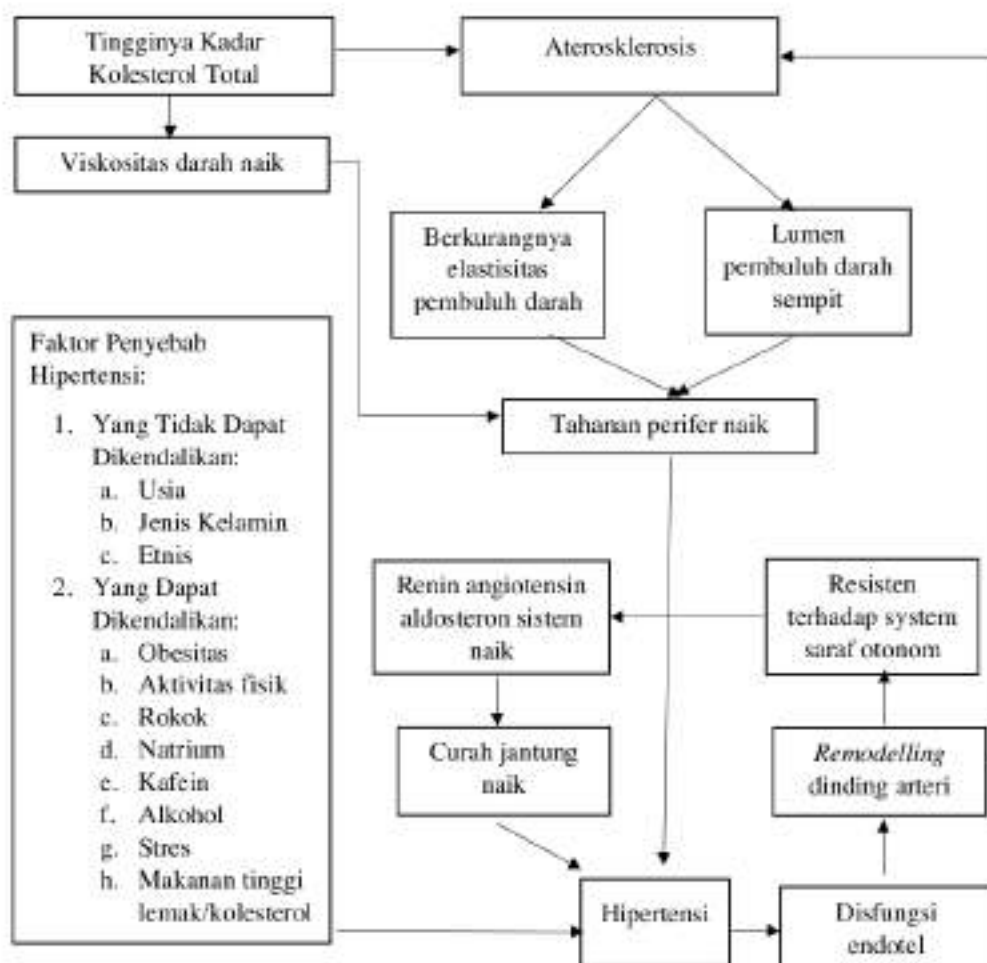 Tingginya Kadar
Kolesterol Total
Aterosklerosis
Viskositas darah naik
Berkurangnya
elastisitas
pembuluh darah
Lumen
pembuluh darah
sempit
Faktor Penyebab
Hipertensi:
1. Yang Tidak Dapat
Dikendalikan:
a. Usia
b. Jenis Kelamin
c. Etnis
2. Yang Dapat
Dikendalikan:
a. Obesitas
b. Aktivitas fisik
c. Rokok
d. Natrium
e. Kafein
f. Alkohol
g. Stres
h. Makanan tinggi
lemak/kolesterol
Tahanan perifer naik
Renin angiotensin
aldosteron sistem
naik
Resisten
terhadap system
saraf otonom
Curah jantung
naik
Remodelling
dinding arteri
Hipertensi
Disfungsi
endotel